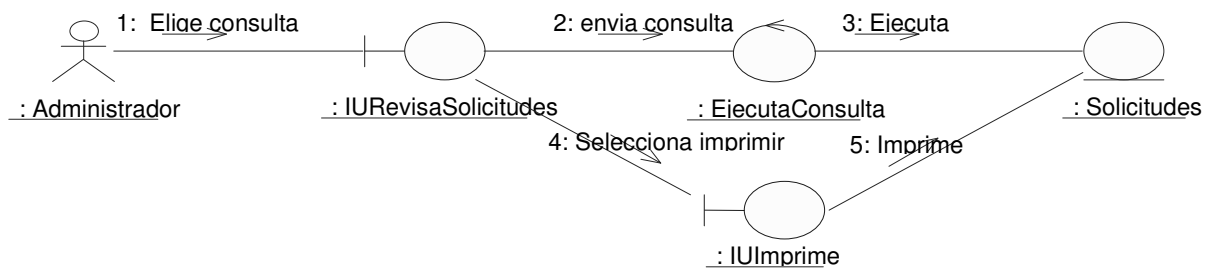 1: Elige consulta
2: envia consulta
3: Ejecuta
: Administrador
: IURevisaSolicitudes
: EjecutaConsulta
: Solicitudes
4: Selecciona imprimir
5: Imprime
: IUImprime